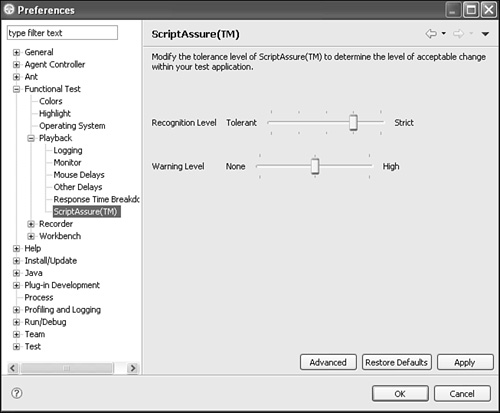 Preferences
type filter text
General
Agent Controller
Ant
Functional Test
Colors
Highlight
Operating System
Playback
Logging
Monitor
Mouse Delays
Other Delays
Response Time Breakdo
ScriptAssure(TM)
Recorder
Workbench
Help
Install/Update
Java
Plug-in Development
Process
Profiling and Logging
Run/Debug
Team
Test
ScriptAssure(TM)
Modify the tolerance level of ScriptAssure(TM) to determine the level of acceptable change
within your test application.
Recognition Level Tolerant Strict
Warning Level None High
Advanced Restore Defaults Apply
OK Cancel